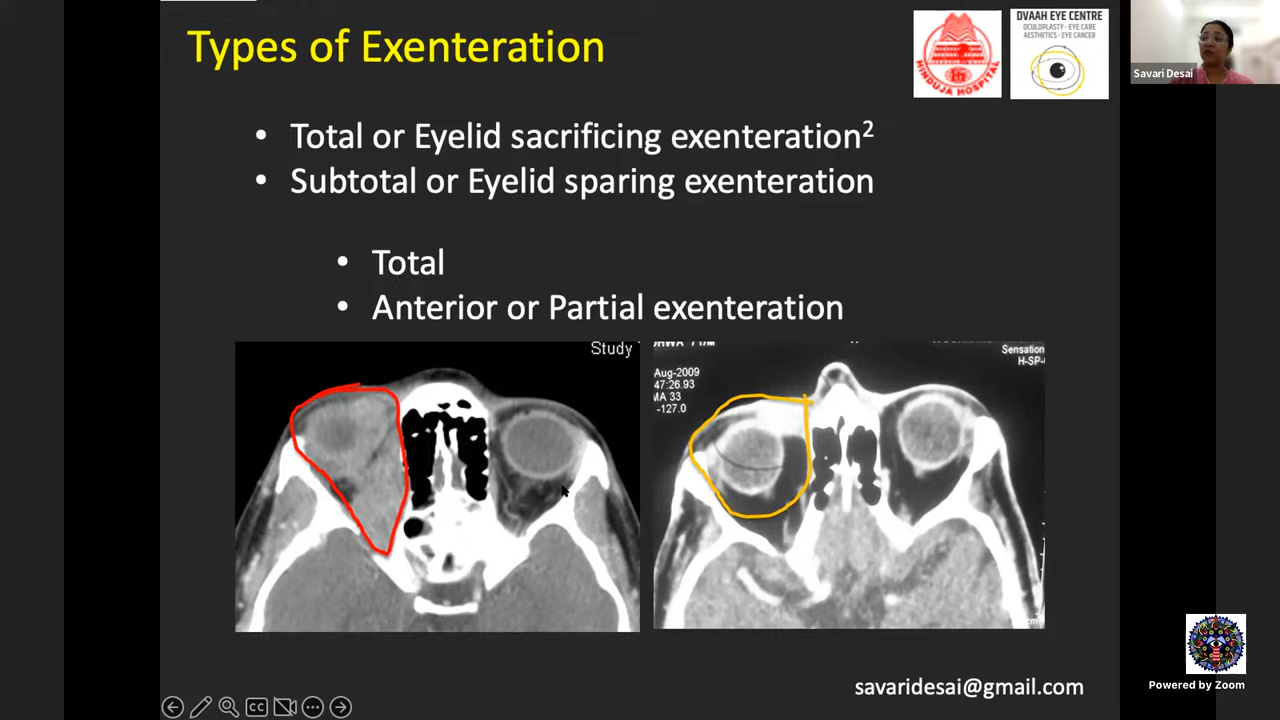 Types of Exenteration
HINDUJA HOSPITAL
DVAAH EYE CENTRE
OCULOPLASTY - EYE CARE
AESTHETICS - EYE CANCER
Savari Desai
• Total or Eyelid sacrificing exenteration²
• Subtotal or Eyelid sparing exenteration
• Total
• Anterior or Partial exenteration
Study
Aug-2009
47:26.93
MA 33
-127.0
Sensation
H-SP-
CC
savaridesai@gmail.com
Powered by Zoom